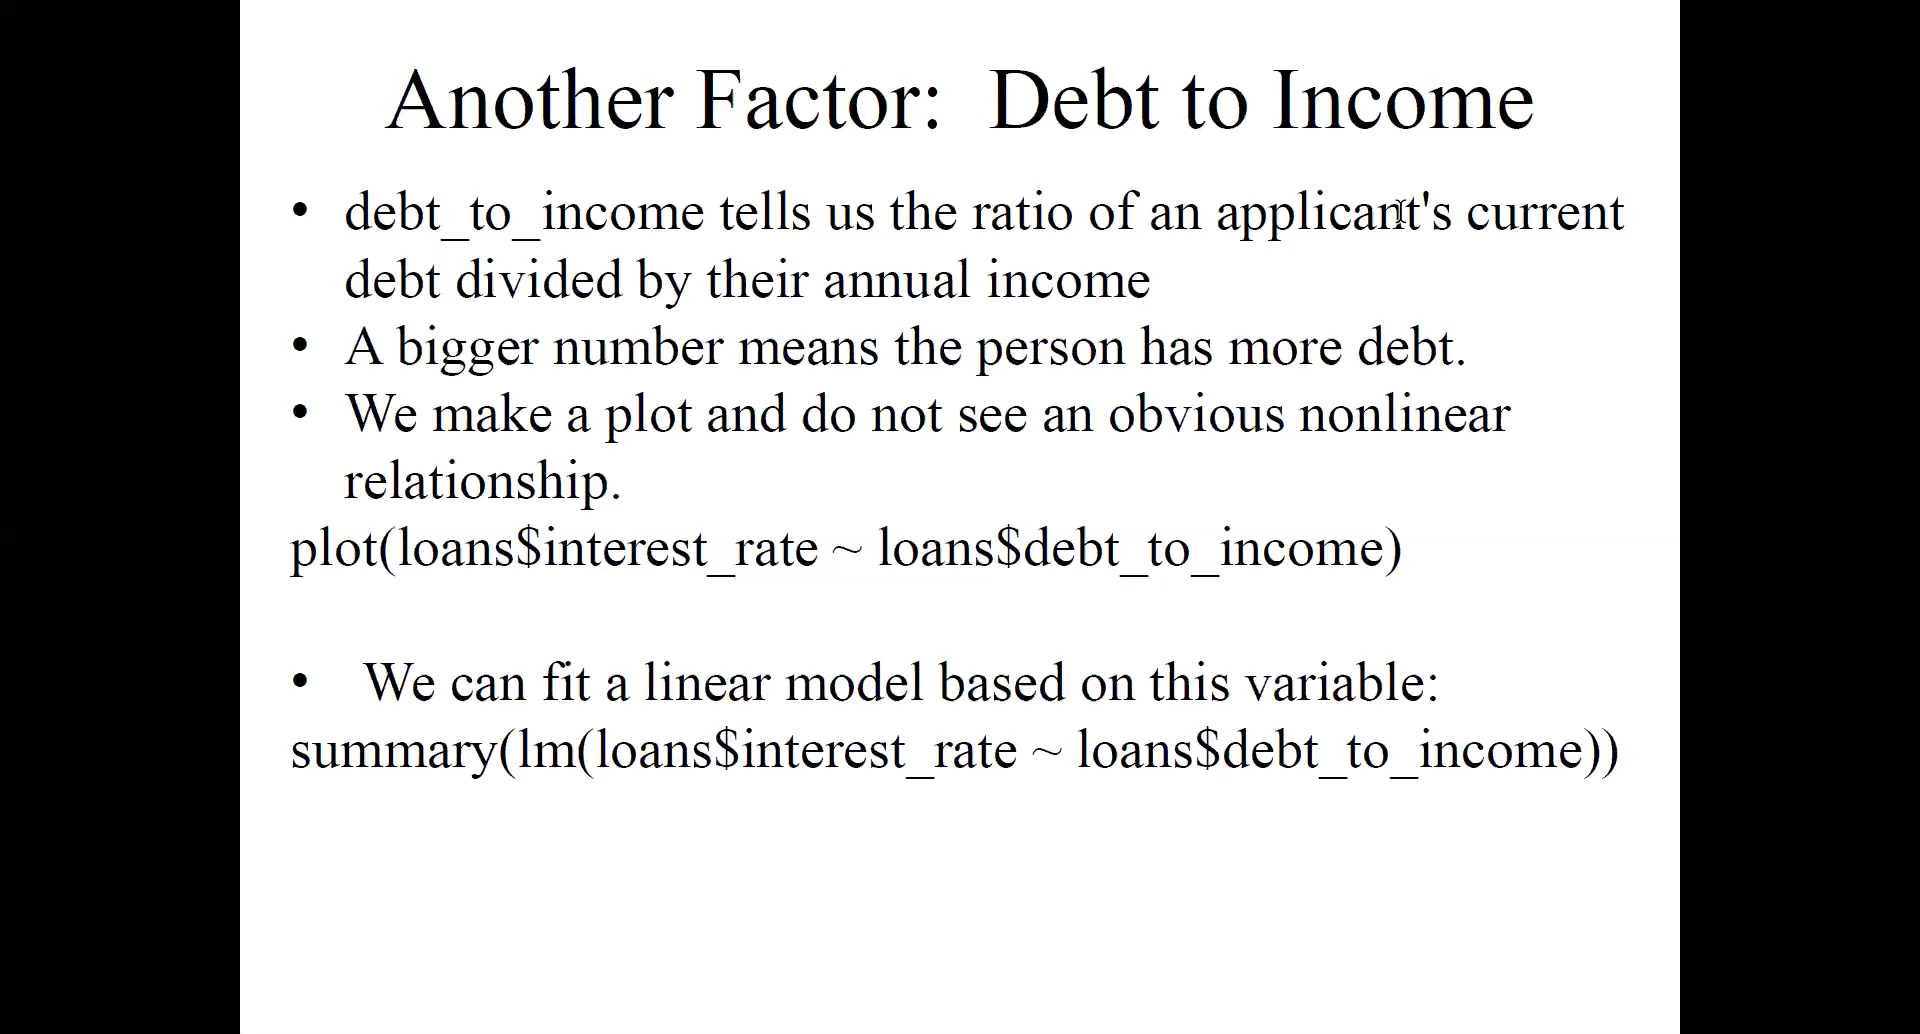 Another Factor: Debt to Income
• debt_to_income tells us the ratio of an applicant's current
debt divided by their annual income
• A bigger number means the person has more debt.
• We make a plot and do not see an obvious nonlinear
relationship.
plot(loans$interest_rate ~ loans$debt_to_income)
• We can fit a linear model based on this variable:
summary(lm(loans$interest_rate ~ loans$debt_to_income))